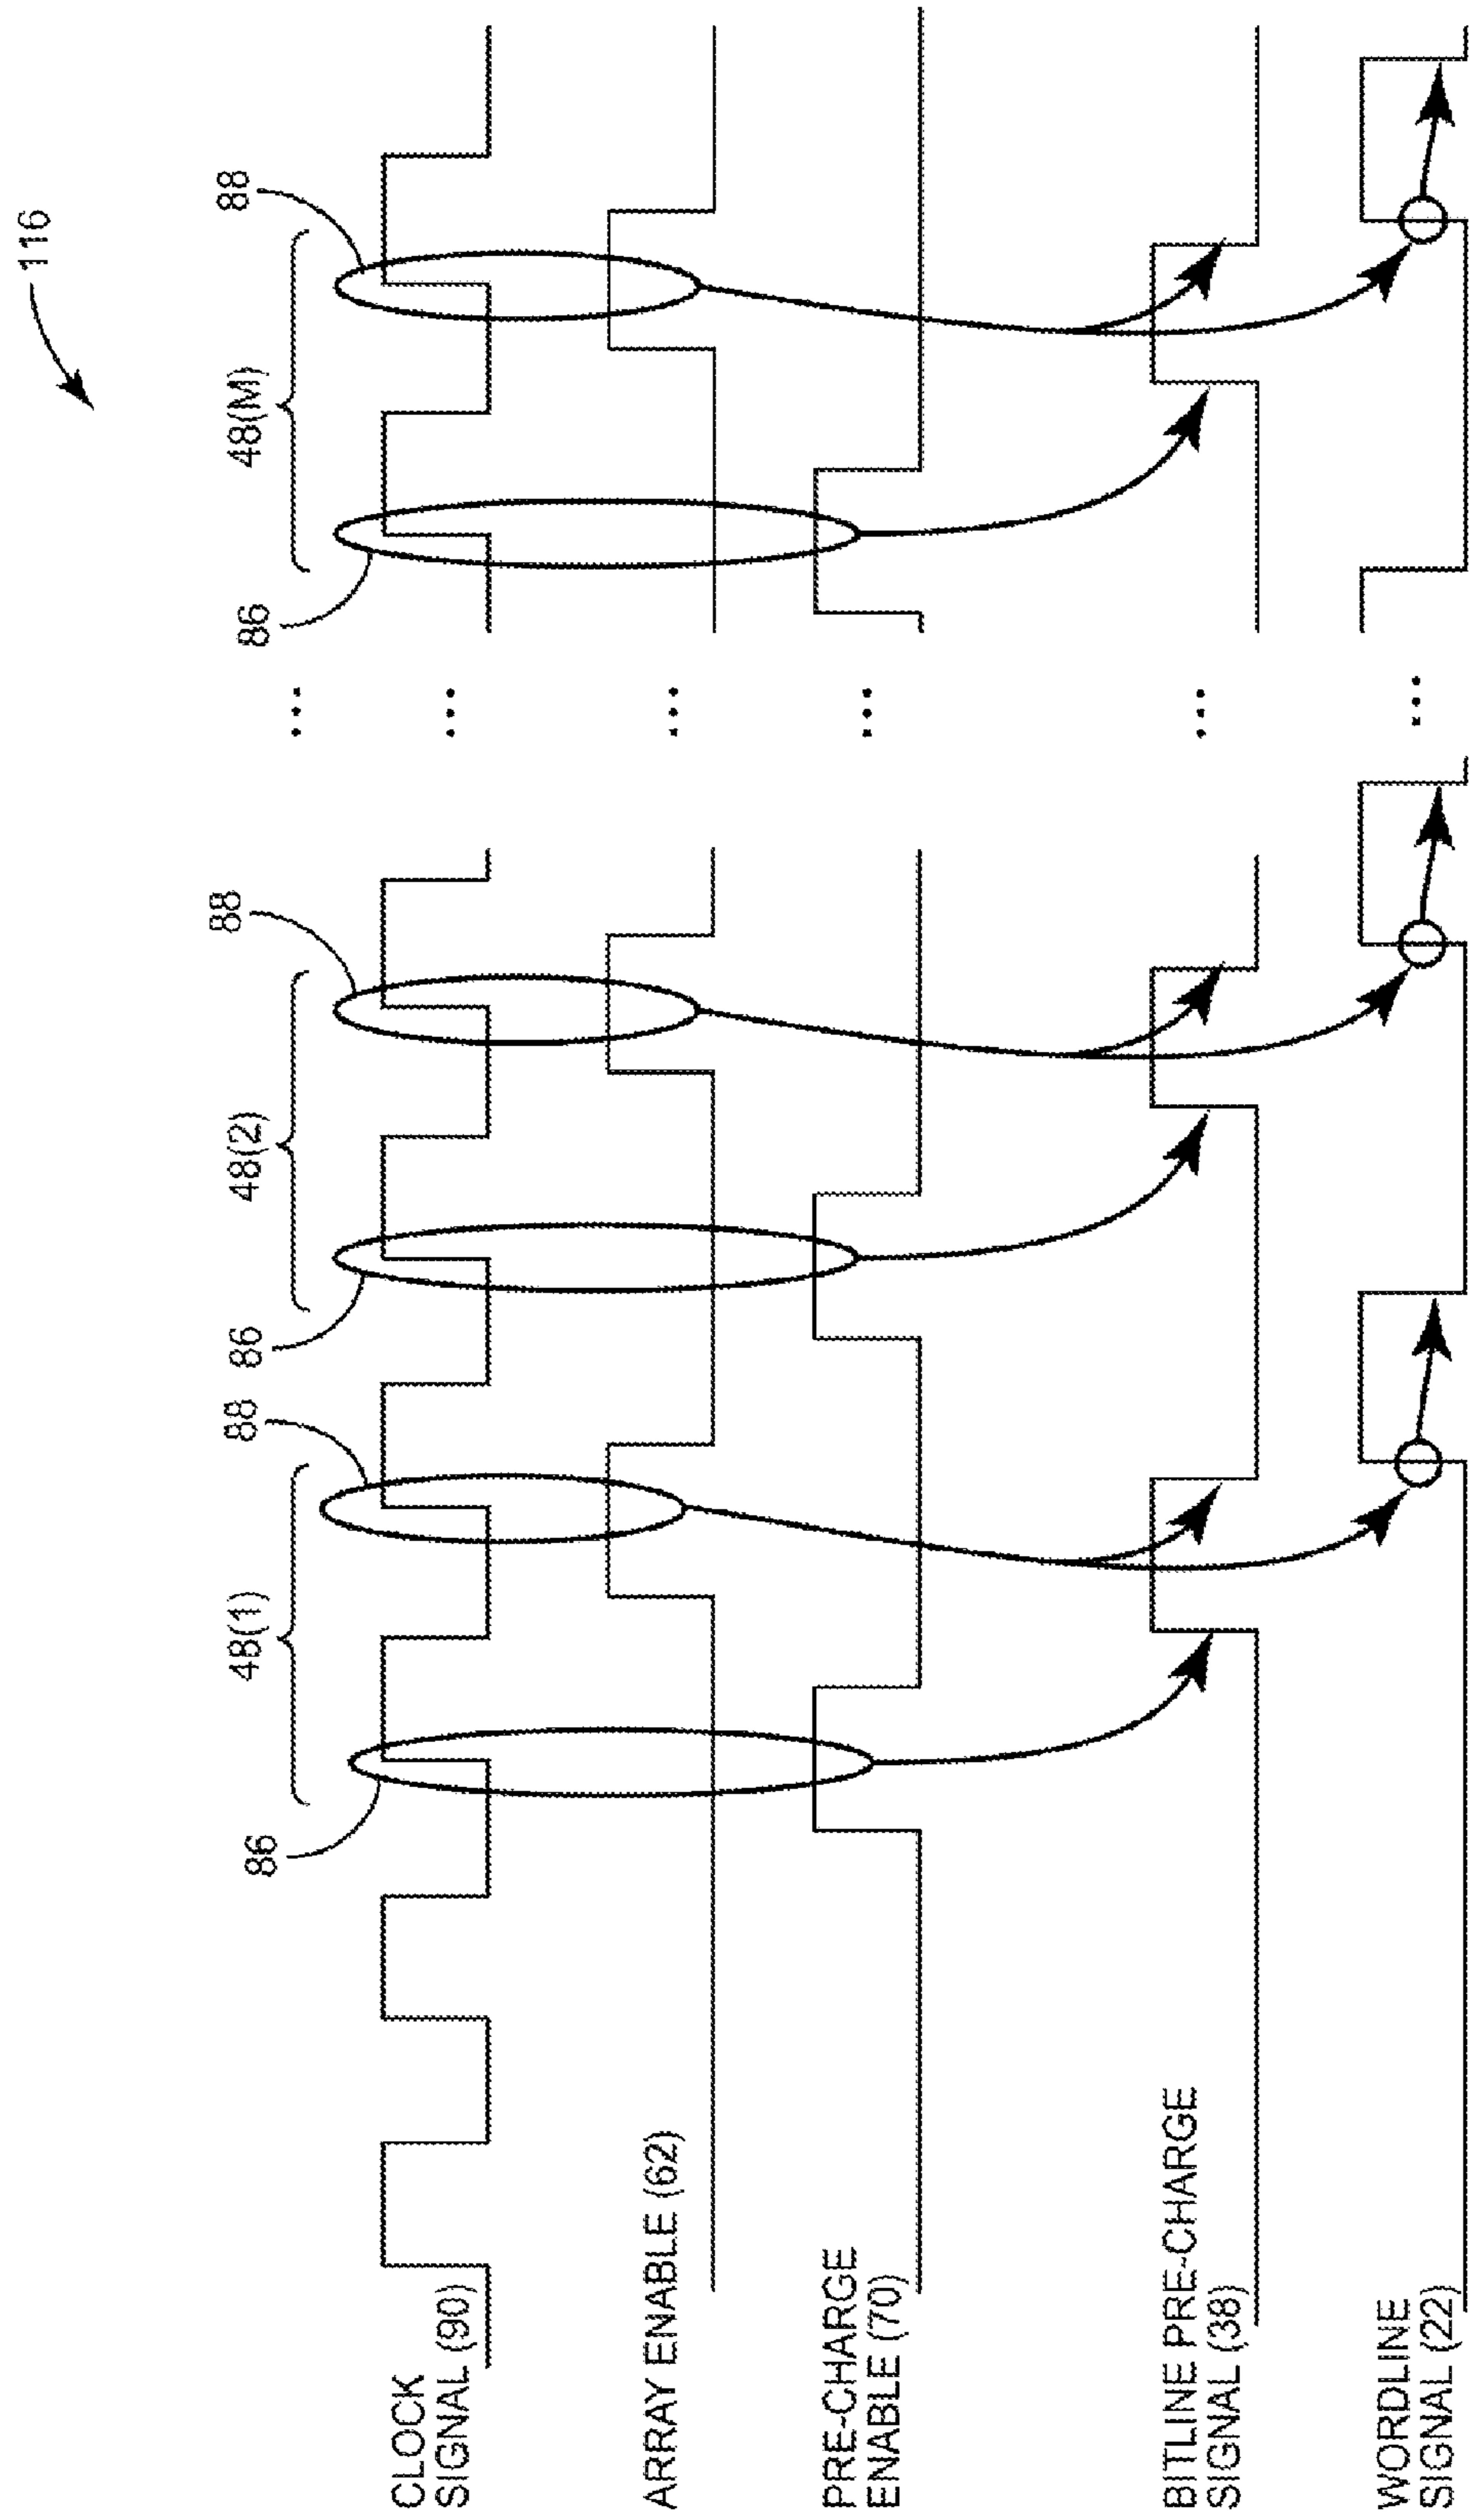 116
48(1)
48(2)
48(M)
86
88
86
88
86
88
CLOCK
SIGNAL (90)
...
...
ARRAY ENABLE (62)
...
PRE-CHARGE
ENABLE (70)
...
BITLINE PRE-CHARGE
SIGNAL (38)
...
WORDLINE
SIGNAL (22)
...